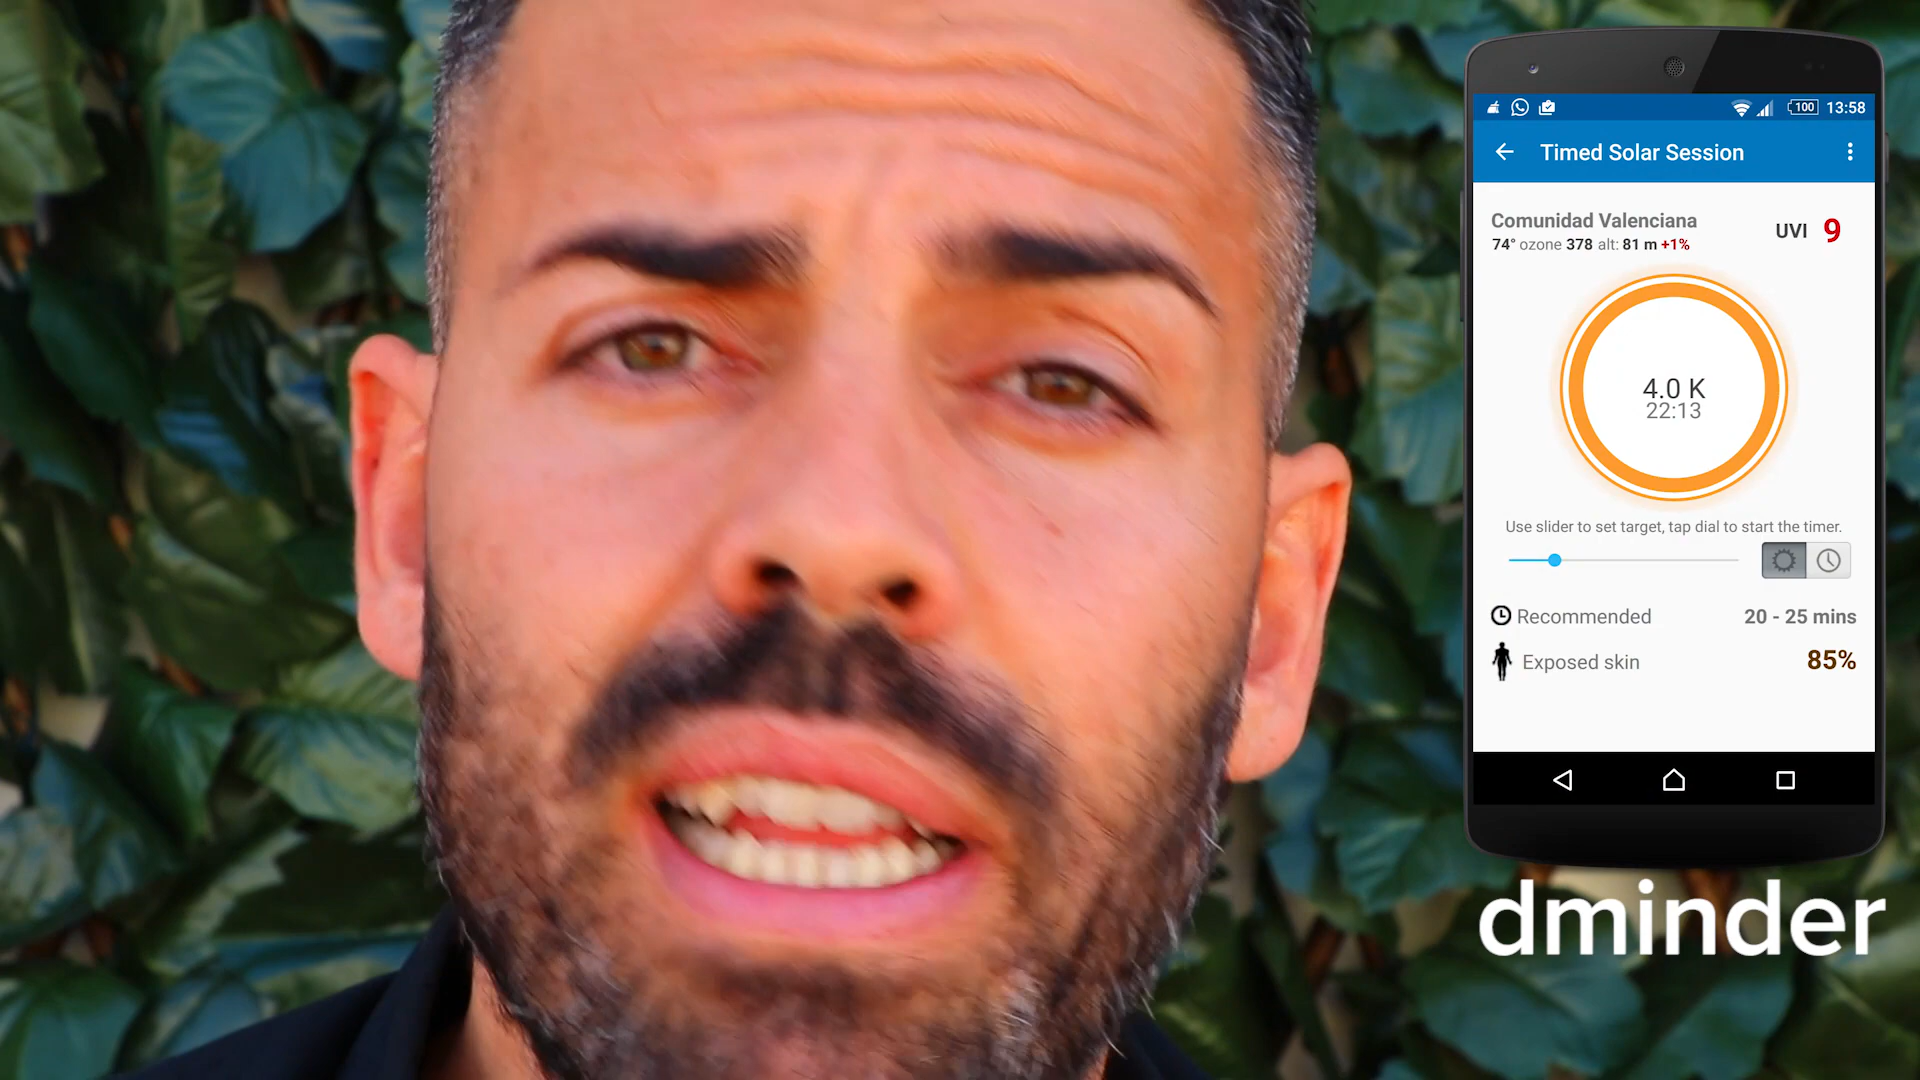 100 13:58
Timed Solar Session
Comunidad Valenciana
74° ozone 378 alt: 81 m +1%
UVI 9
4.0 K
22:13
Use slider to set target, tap dial to start the timer.
Recommended 20 - 25 mins
Exposed skin 85%
dminder